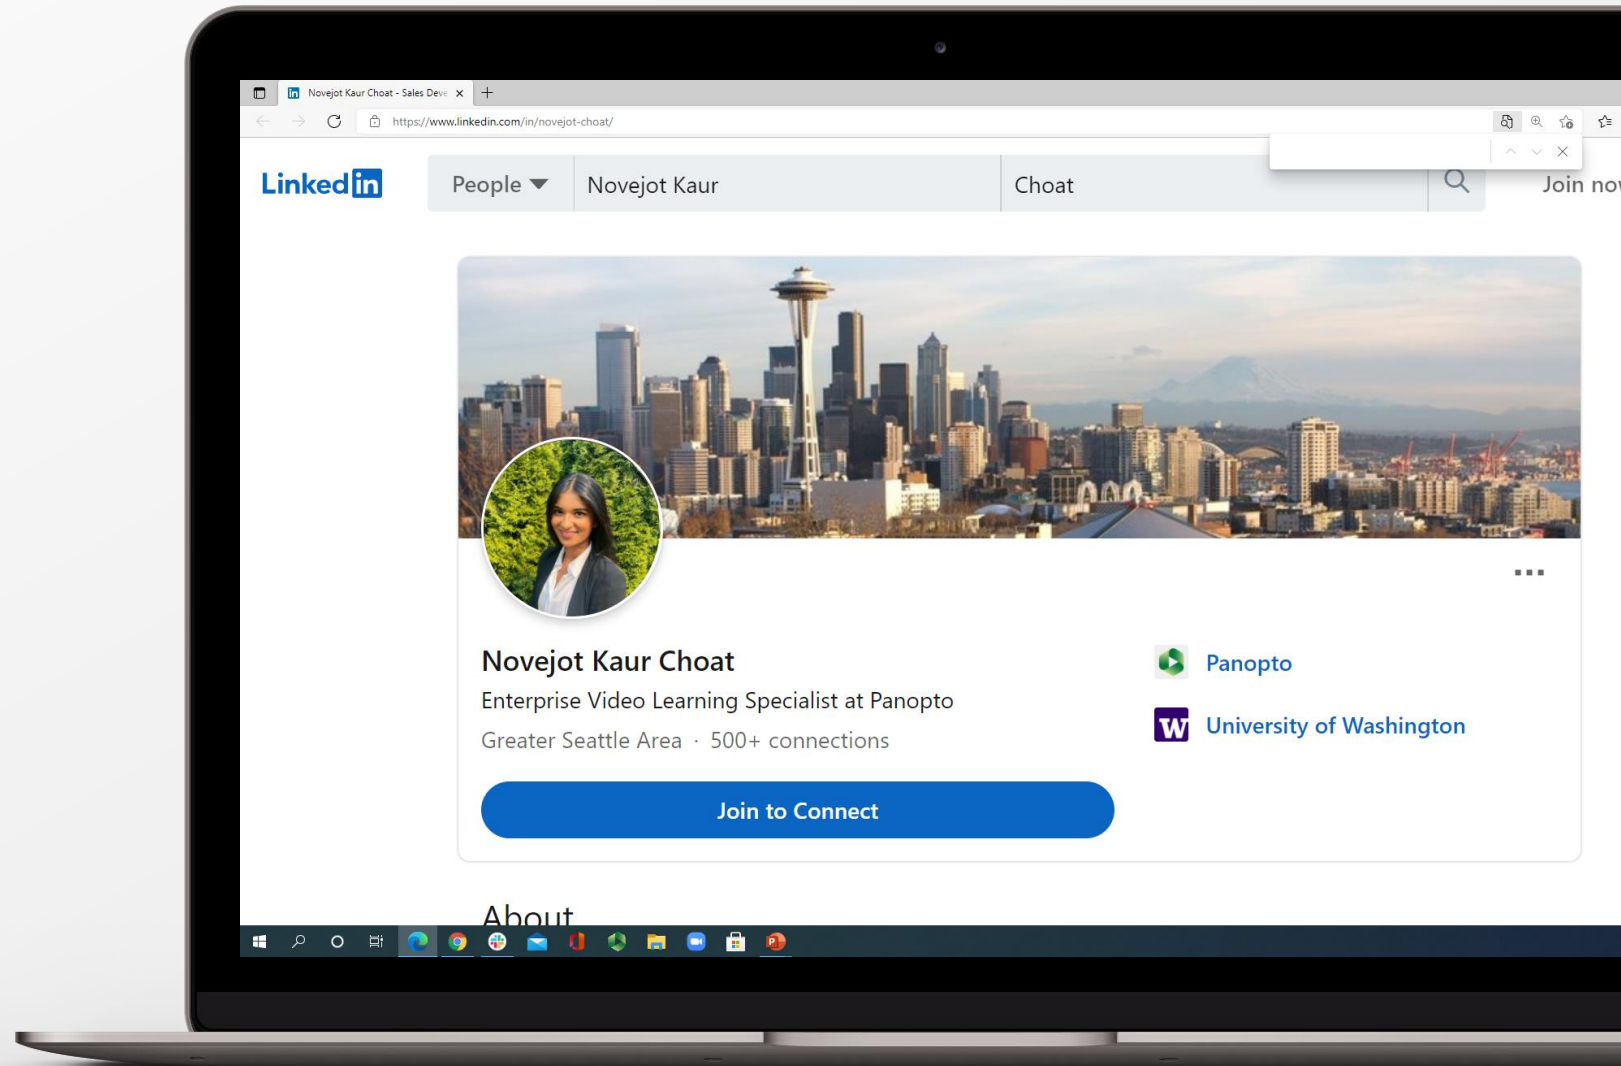 Novejot Kaur Choat - Sales Deve
https://www.linkedin.com/in/novejot-choat/
Linkedin
People
Novejot Kaur
Choat
Join now
Novejot Kaur Choat
Enterprise Video Learning Specialist at Panopto
Greater Seattle Area · 500+ connections
Join to Connect
Panopto
W University of Washington
About